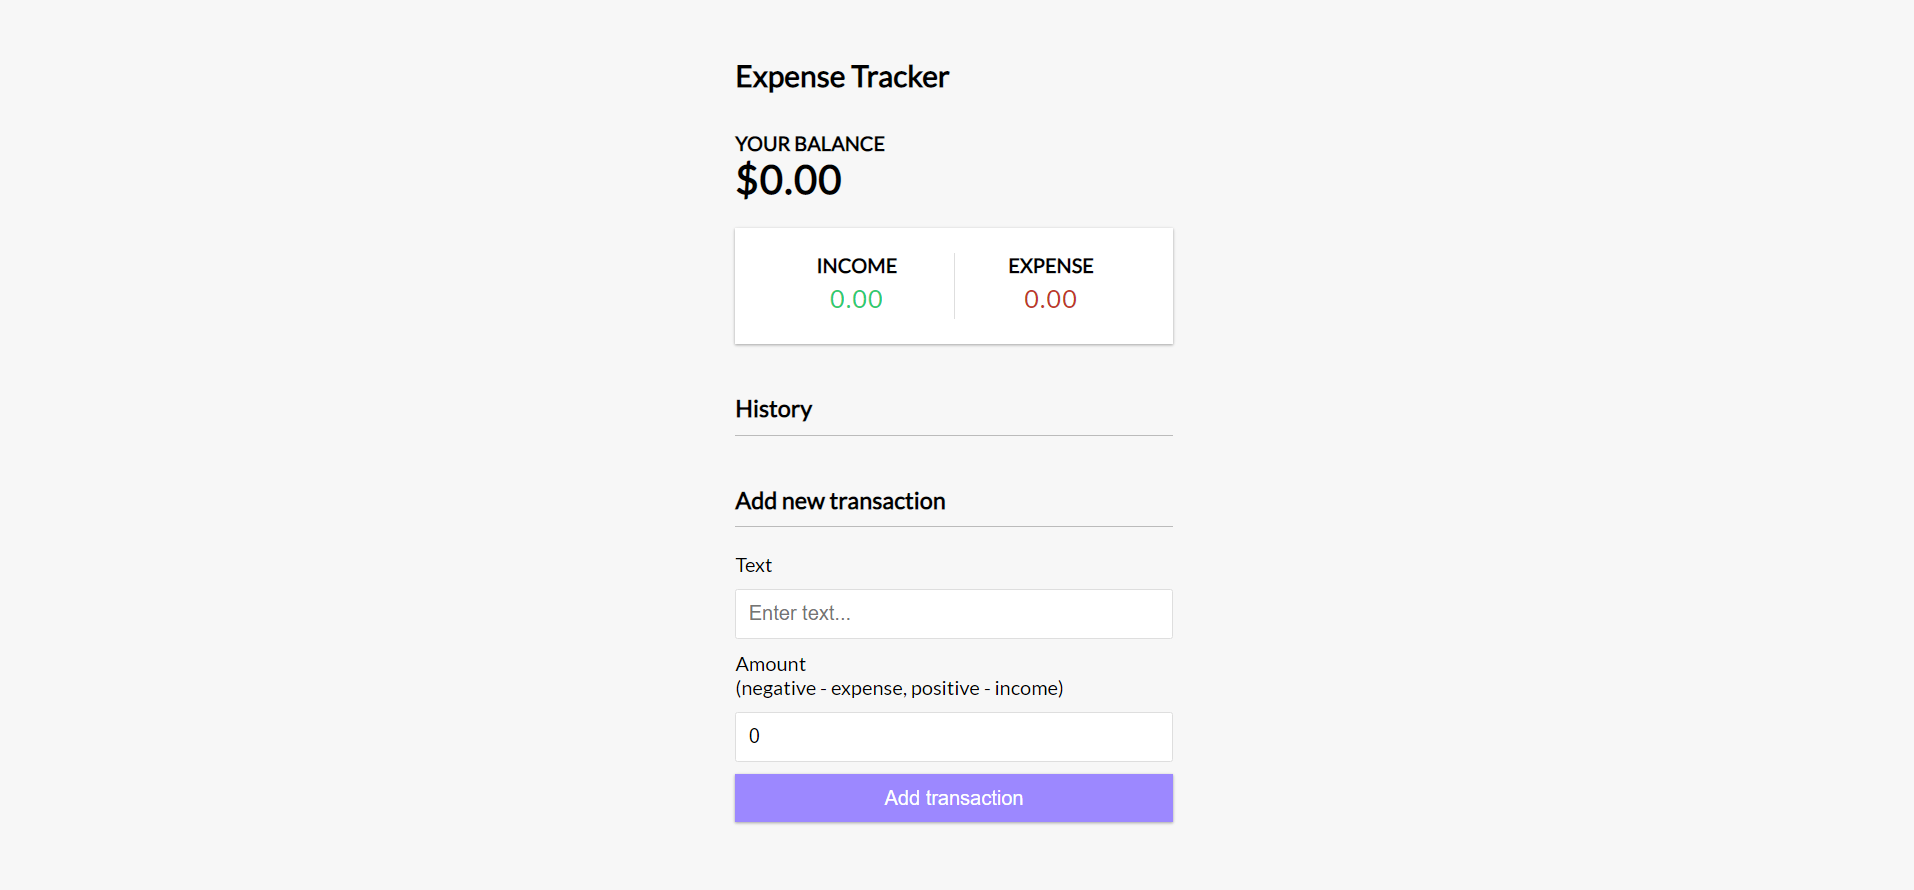 Expense Tracker
YOUR BALANCE
$0.00
INCOME
0.00
EXPENSE
0.00
History
Add new transaction
Text
Enter text...
Amount
(negative - expense, positive - income)
0
Add transaction